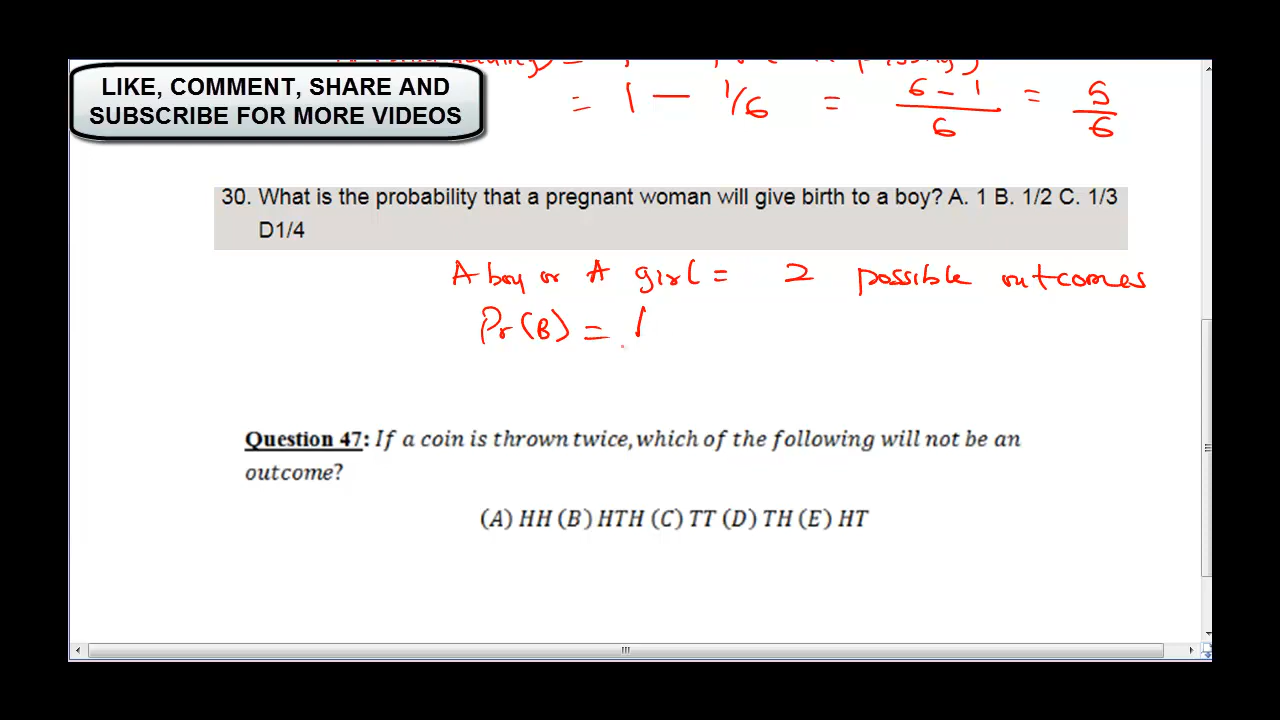 LIKE, COMMENT, SHARE AND
SUBSCRIBE FOR MORE VIDEOS
= 1 — 1/6 = 6 - 1 / 6 = 5 / 6
30. What is the probability that a pregnant woman will give birth to a boy? A. 1 B. 1/2 C. 1/3
D1/4
A boy or A girl = 2 possible outcomes
Pr(B) = 1
Question 47: If a coin is thrown twice, which of the following will not be an
outcome?
(A) HH (B) HTH (C) TT (D) TH (E) HT